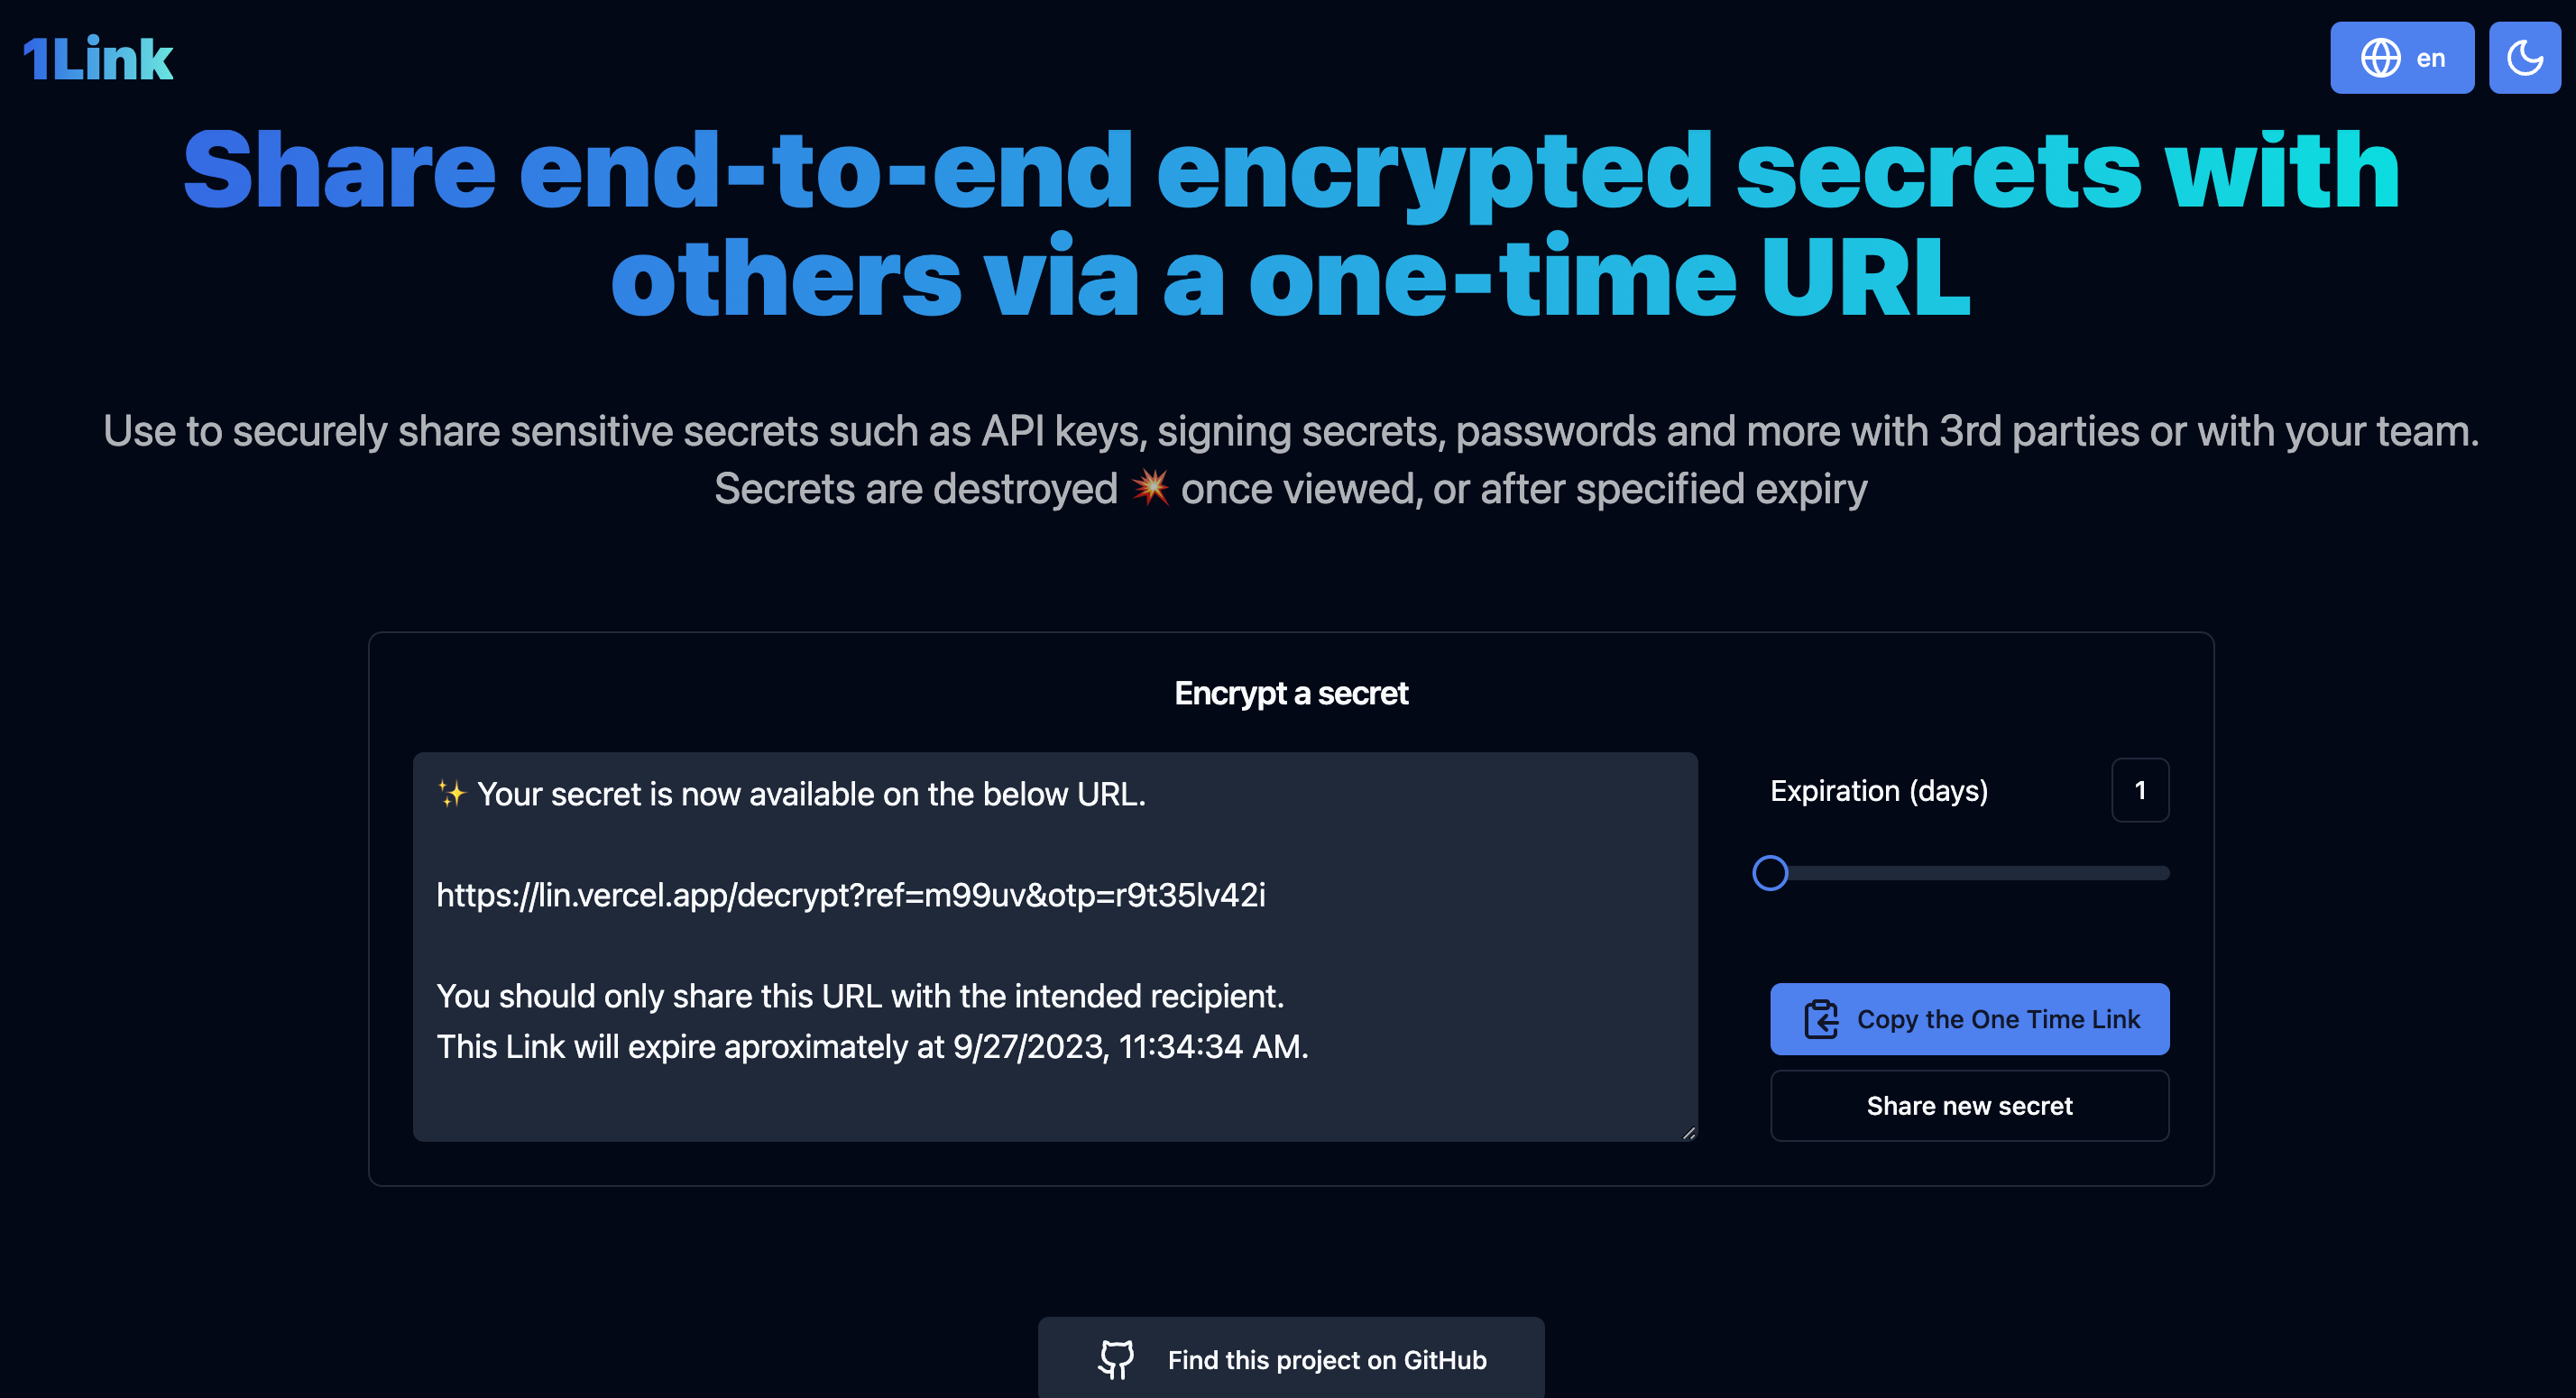 1Link
en
Share end-to-end encrypted secrets with
others via a one-time URL
Use to securely share sensitive secrets such as API keys, signing secrets, passwords and more with 3rd parties or with your team.
Secrets are destroyed 💥 once viewed, or after specified expiry
Encrypt a secret
✨ Your secret is now available on the below URL.
https://lin.vercel.app/decrypt?ref=m99uv&otp=r9t35lv42i
You should only share this URL with the intended recipient.
This Link will expire aproximately at 9/27/2023, 11:34:34 AM.
Expiration (days)
1
Copy the One Time Link
Share new secret
Find this project on GitHub